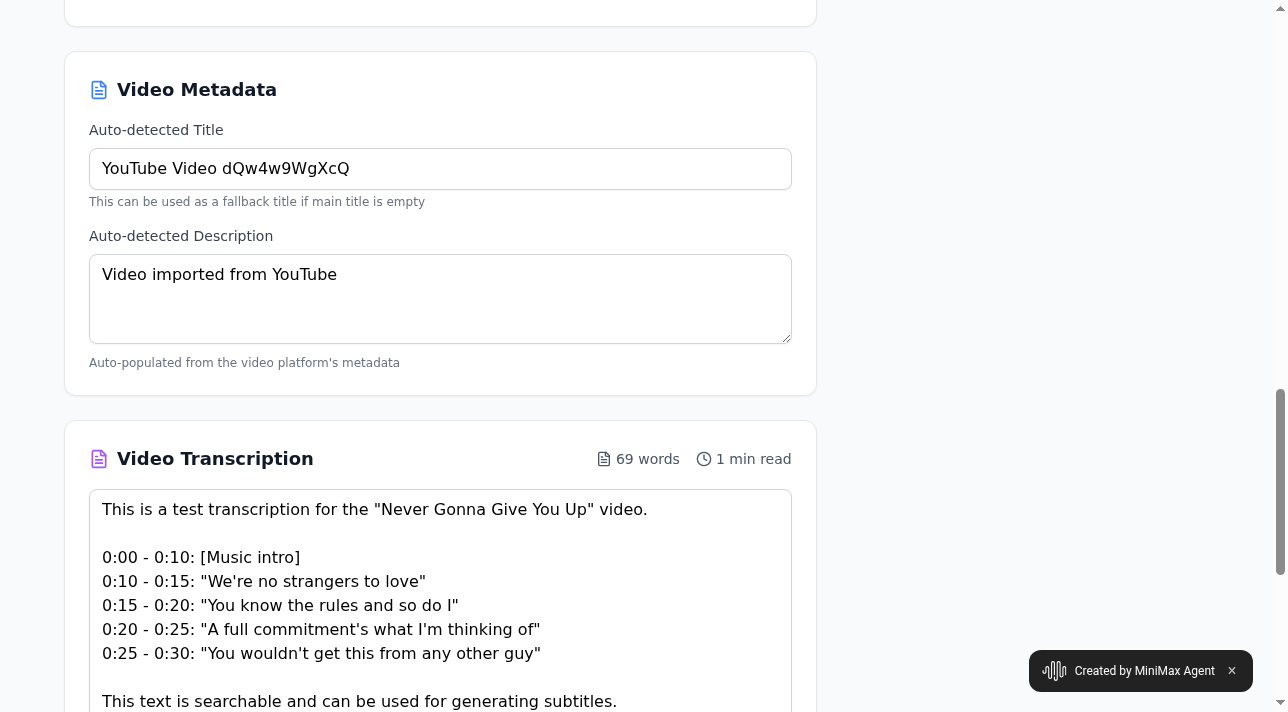 Video Metadata
Auto-detected Title
YouTube Video dQw4w9WgXcQ
This can be used as a fallback title if main title is empty
Auto-detected Description
Video imported from YouTube
Auto-populated from the video platform's metadata
Video Transcription
69 words
1 min read
This is a test transcription for the "Never Gonna Give You Up" video.
0:00 - 0:10: [Music intro]
0:10 - 0:15: "We're no strangers to love"
0:15 - 0:20: "You know the rules and so do I"
0:20 - 0:25: "A full commitment's what I'm thinking of"
0:25 - 0:30: "You wouldn't get this from any other guy"
This text is searchable and can be used for generating subtitles.
Created by MiniMax Agent